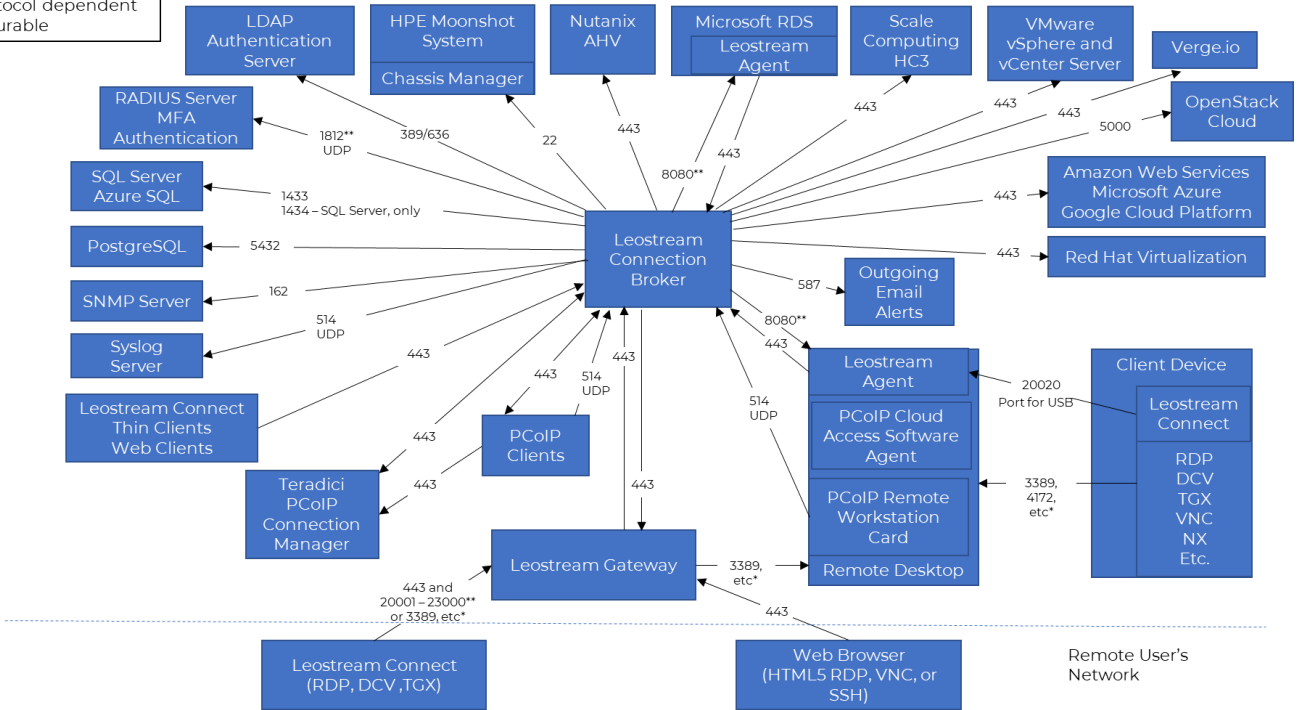 tocol dependent
urable
LDAP
Authentication
Server
HPE Moonshot
System
Chassis Manager
Nutanix
AHV
Microsoft RDS
Leostream
Agent
Scale
Computing
HC3
VMware
vSphere and
vCenter Server
Verge.io
OpenStack
Cloud
RADIUS Server
MFA
Authentication
1812**
UDP
389/636
22
443
8080**
443
443
443
443
5000
SQL Server
Azure SQL
1433
1434 – SQL Server, only
Amazon Web Services
Microsoft Azure
Google Cloud Platform
443
PostgreSQL
5432
Leostream
Connection
Broker
443
Red Hat Virtualization
SNMP Server
162
587
Outgoing
Email
Alerts
Syslog
Server
514
UDP
8080**
443
443
443
443
514
UDP
514
UDP
Leostream Connect
Thin Clients
Web Clients
443
PCoIP
Clients
443
Teradici
PCoIP
Connection
Manager
443
Leostream
Agent
PCoIP Cloud
Access Software
Agent
PCoIP Remote
Workstation
Card
Remote Desktop
20020
Port for USB
3389,
4172,
etc*
Client Device
Leostream
Connect
RDP
DCV
TGX
VNC
NX
Etc.
Leostream Gateway
3389,
etc*
443 and
20001 – 23000**
or 3389, etc*
443
Leostream Connect
(RDP, DCV ,TGX)
Web Browser
(HTML5 RDP, VNC, or
SSH)
Remote User's
Network